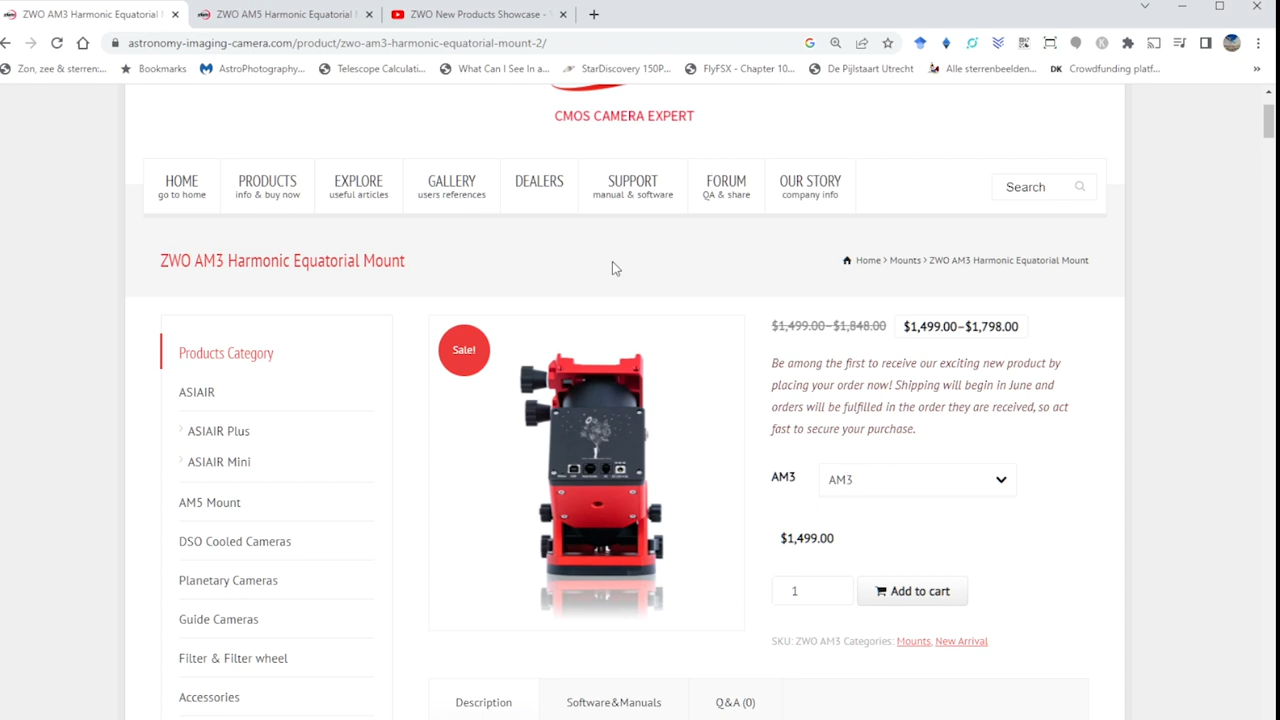 ZWO AM3 Harmonic Equatorial M
ZWO AM5 Harmonic Equatorial M
ZWO New Products Showcase -
astronomy-imaging-camera.com/product/zwo-am3-harmonic-equatorial-mount-2/
Zon, zee & sterren:...
Bookmarks
AstroPhotography...
Telescope Calculati...
What Can I See In a...
StarDiscovery 150P...
FlyFSX - Chapter 10...
De Pijlstaart Utrecht
Alle sterrenbeelden...
DK Crowdfunding platf...
»
CMOS CAMERA EXPERT
HOME
go to home
PRODUCTS
info & buy now
EXPLORE
useful articles
GALLERY
users references
DEALERS
SUPPORT
manual & software
FORUM
QA & share
OUR STORY
company info
Search
ZWO AM3 Harmonic Equatorial Mount
Home > Mounts > ZWO AM3 Harmonic Equatorial Mount
Products Category
ASIAIR
ASIAIR Plus
ASIAIR Mini
AM5 Mount
DSO Cooled Cameras
Planetary Cameras
Guide Cameras
Filter & Filter wheel
Accessories
Sale!
$1,499.00–$1,848.00 $1,499.00–$1,798.00
Be among the first to receive our exciting new product by
placing your order now! Shipping will begin in June and
orders will be fulfilled in the order they are received, so act
fast to secure your purchase.
AM3 AM3
$1,499.00
1 Add to cart
SKU: ZWO AM3 Categories: Mounts, New Arrival
Description
Software&Manuals
Q&A (0)